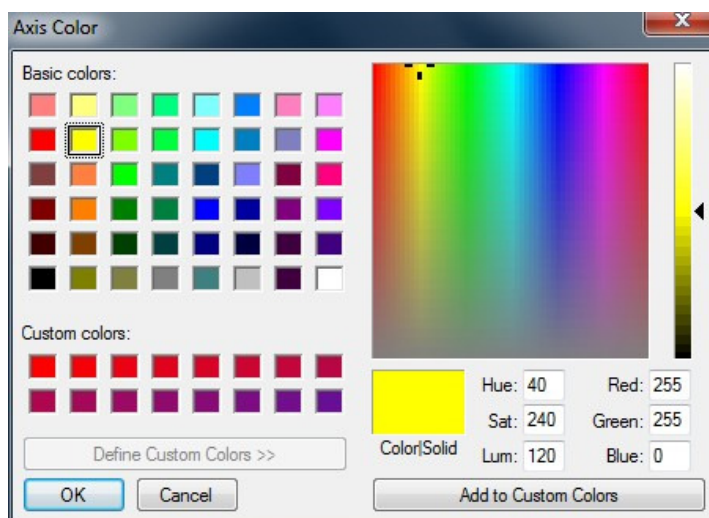 Axis Color
Basic colors:
Custom colors:
Define Custom Colors >>
OK
Cancel
Color|Solid
Hue: 40
Sat: 240
Lum: 120
Red: 255
Green: 255
Blue: 0
Add to Custom Colors